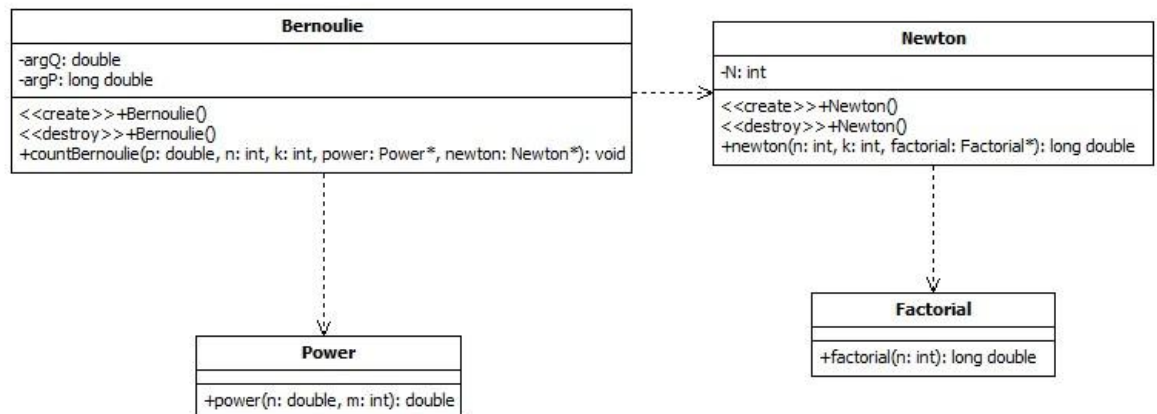 Bernoulie
-argQ: double
-argP: long double
<<create>>+Bernoulie()
<<destroy>>+Bernoulie()
+countBernoulie(p: double, n: int, k: int, power: Power*, newton: Newton*): void
Newton
-N: int
<<create>>+Newton()
<<destroy>>+Newton()
+newton(n: int, k: int, factorial: Factorial*): long double
Power
+power(n: double, m: int): double
Factorial
+factorial(n: int): long double